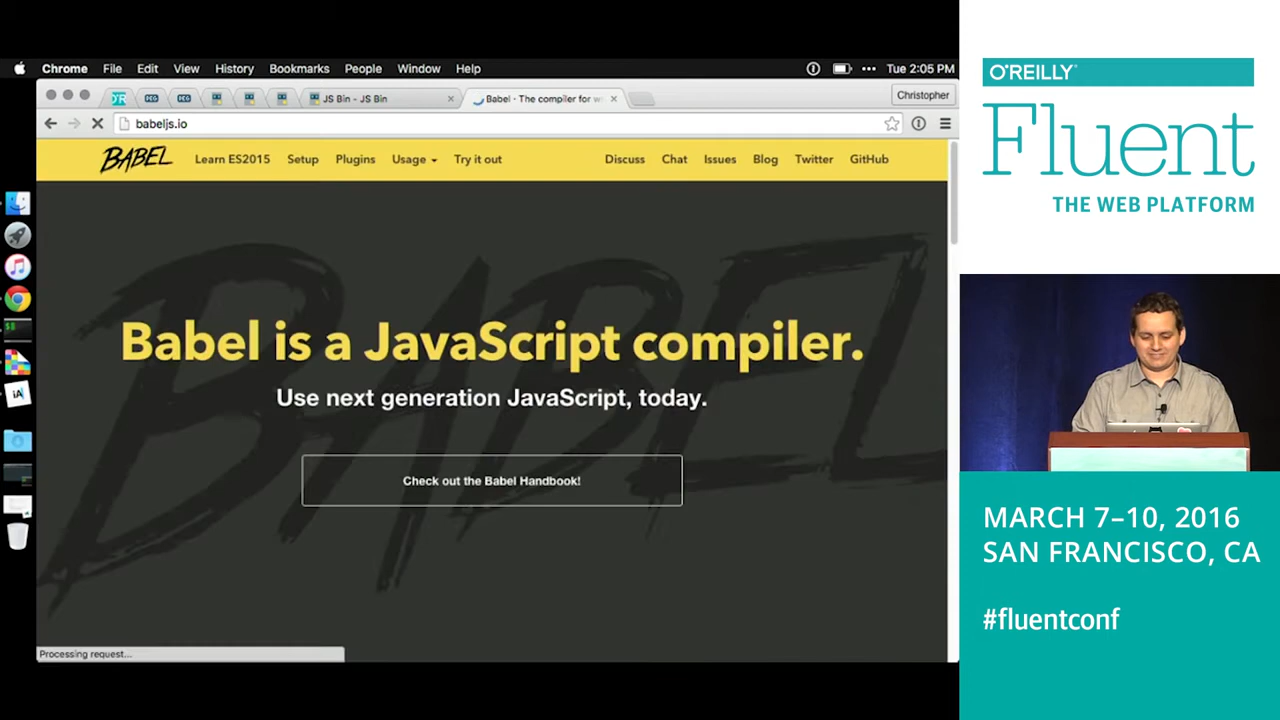 Chrome File Edit View History Bookmarks People Window Help Tue 2:05 PM
JS Bin - JS Bin Babel · The compiler for w Christopher
babeljs.io
BABEL Learn ES2015 Setup Plugins Usage Try it out Discuss Chat Issues Blog Twitter GitHub
BABEL
Babel is a JavaScript compiler.
Use next generation JavaScript, today.
Check out the Babel Handbook!
Processing request...
iA
O'REILLY
Fluent
THE WEB PLATFORM
MARCH 7–10, 2016
SAN FRANCISCO, CA
#fluentconf